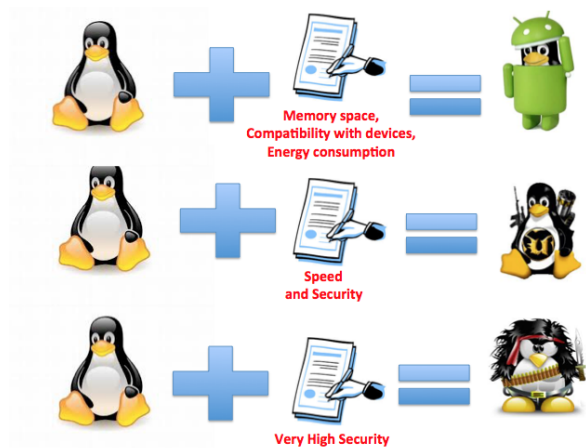 Memory space,
Compatibility with devices,
Energy consumption
Speed
and Security
Very High Security